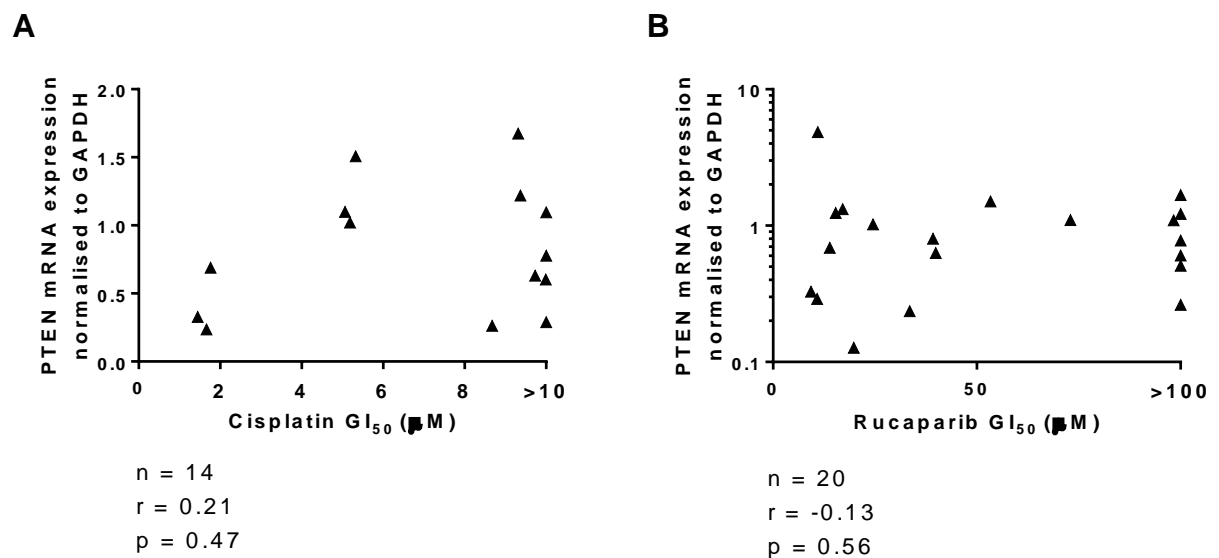 A
PTEN mRNA expression
normalised to GAPDH
2.0
1.5
1.0
0.5
0.0
0 2 4 6 8 >10
Cisplatin GI₅₀ (μM)
n = 14
r = 0.21
p = 0.47
B
PTEN mRNA expression
normalised to GAPDH
10
1
0.1
0 50 >100
Rucaparib GI₅₀ (μM)
n = 20
r = -0.13
p = 0.56